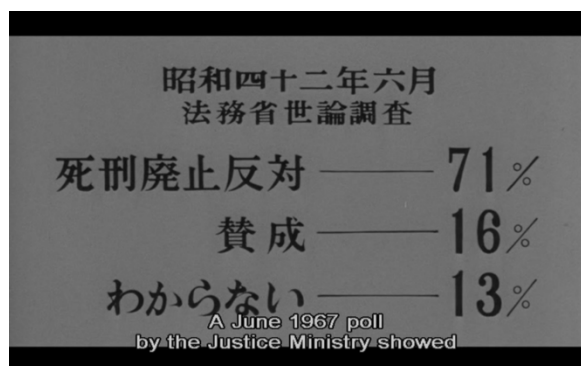 昭和四十二年六月
法務省世論調査
死刑廃止反対 —— 71%
賛成 —— 16%
わからない —— 13%
A June 1967 poll
by the Justice Ministry showed